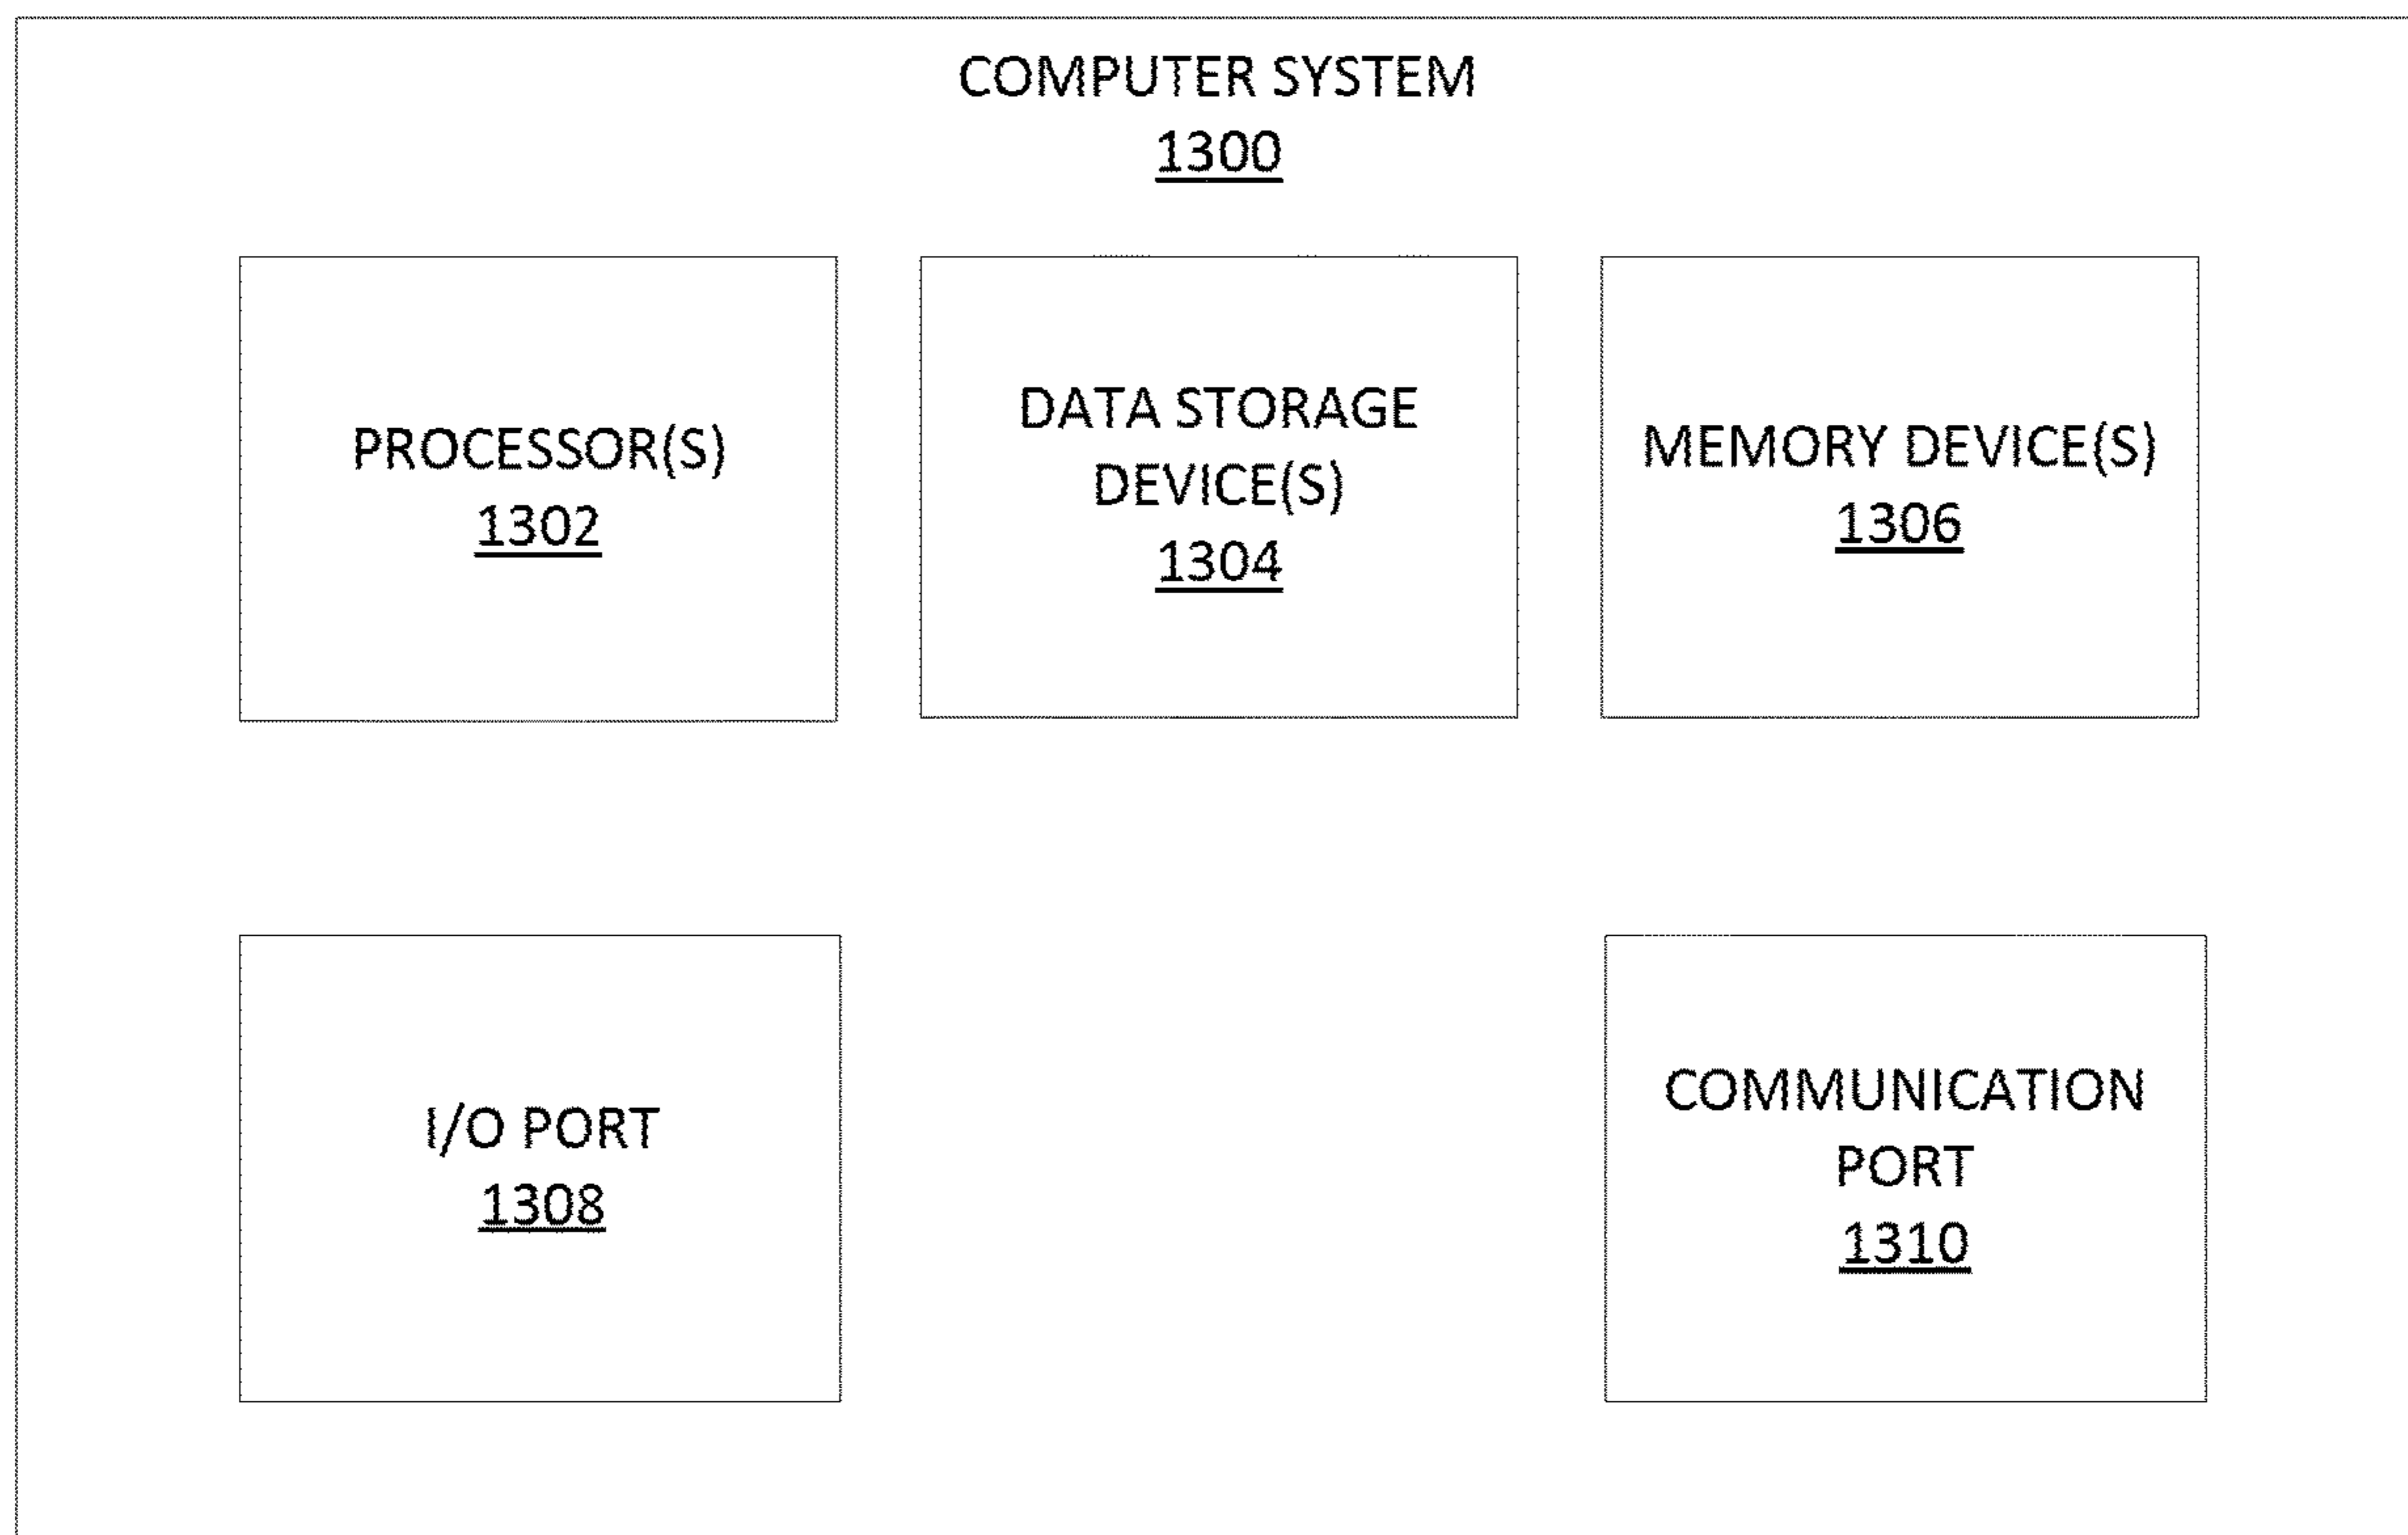 COMPUTER SYSTEM
1300
PROCESSOR(S)
1302
DATA STORAGE
DEVICE(S)
1304
MEMORY DEVICE(S)
1306
I/O PORT
1308
COMMUNICATION
PORT
1310